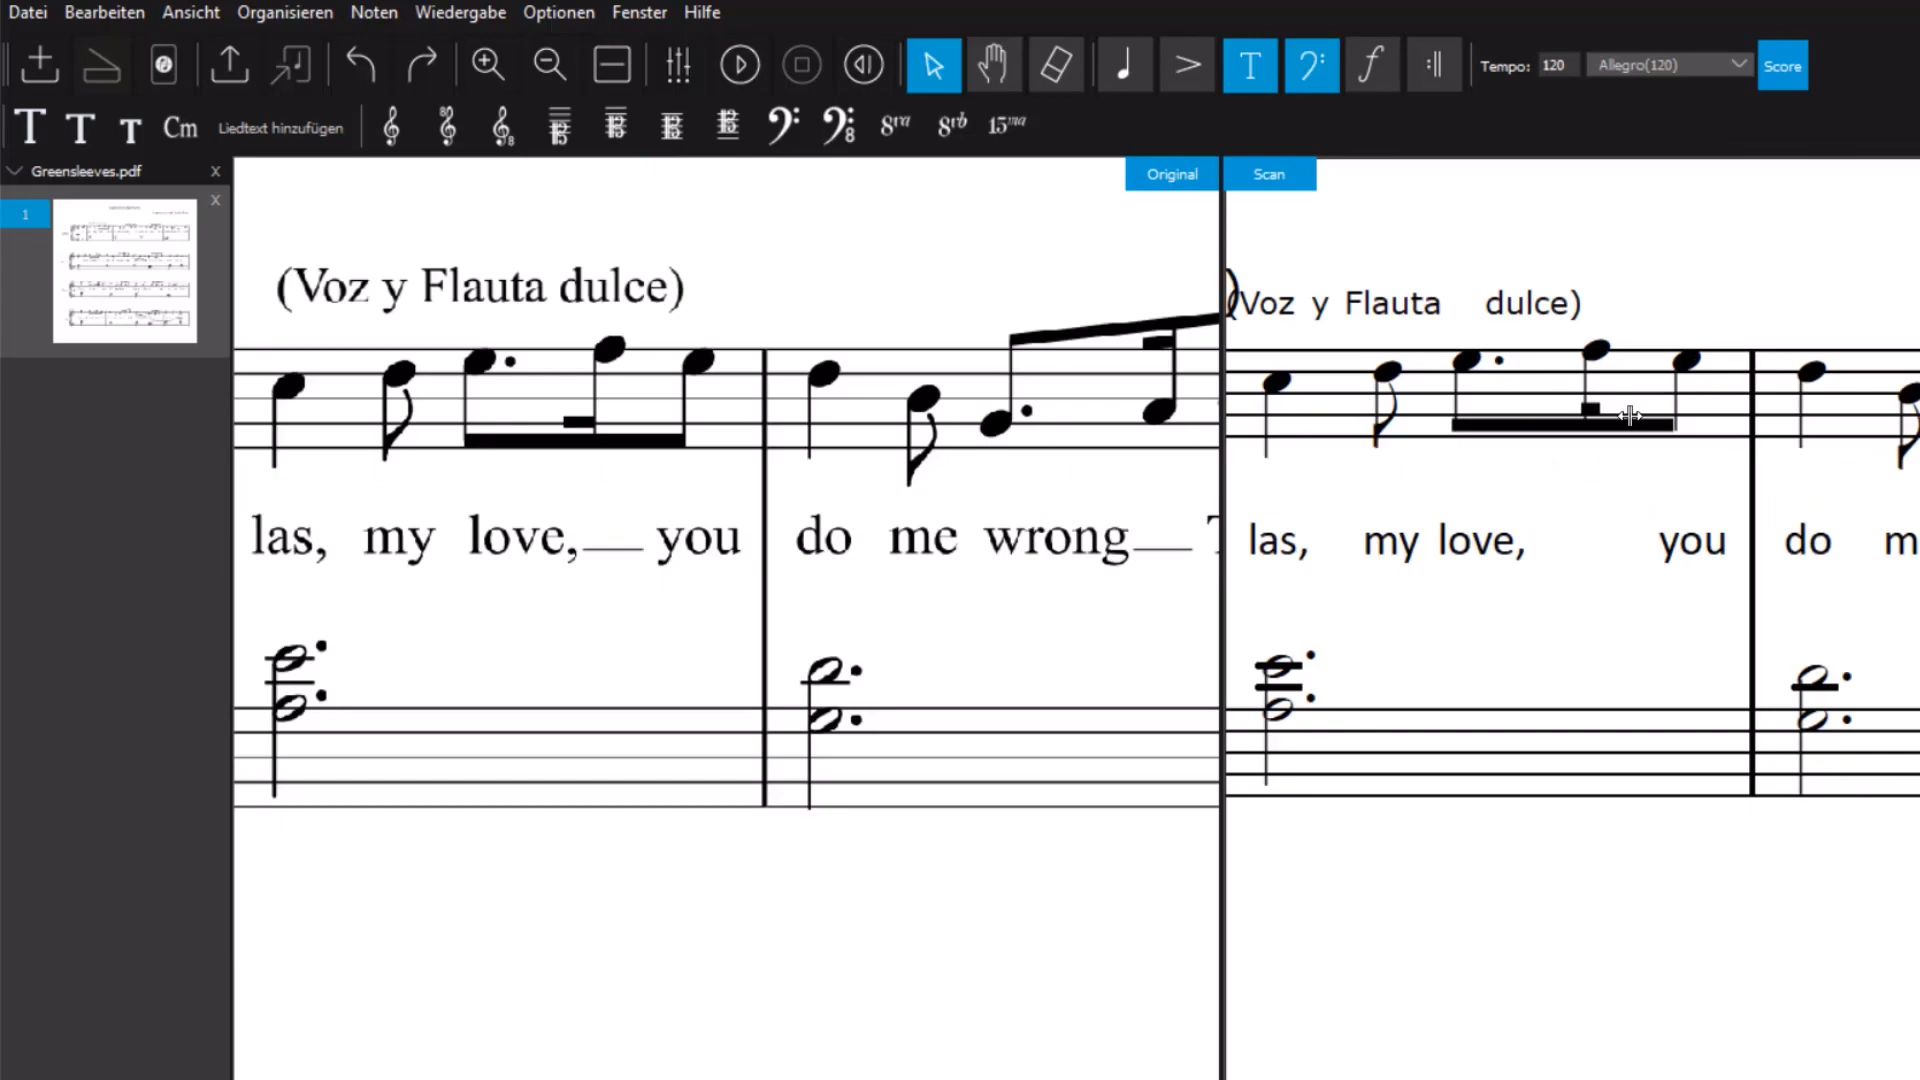 Datei Bearbeiten Ansicht Organisieren Noten Wiedergabe Optionen Fenster Hilfe
Tempo: 120 Allegro(120) Score
T T T Cm Liedtext hinzufügen 8va 8vb 15ma
Greensleeves.pdf x
Original Scan
1 x
(Voz y Flauta dulce)
(Voz y Flauta dulce)
las, my love, you do me wrong
las, my love, you do